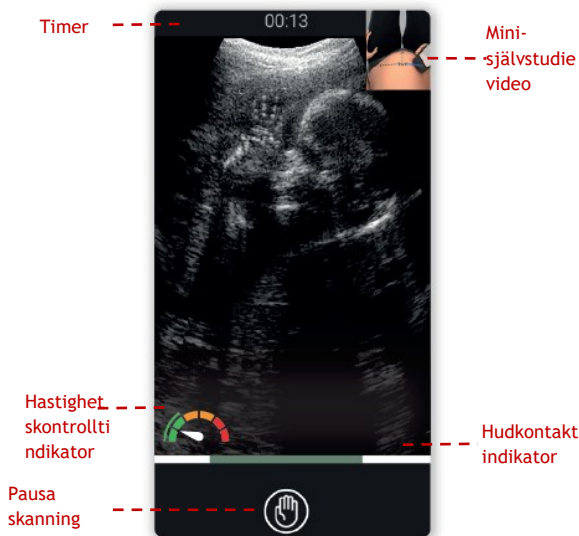 Timer
00:13
Mini-
självstudie
video
Hastighet
skontrollti
ndikator
Hudkontakt
indikator
Pausa
skanning